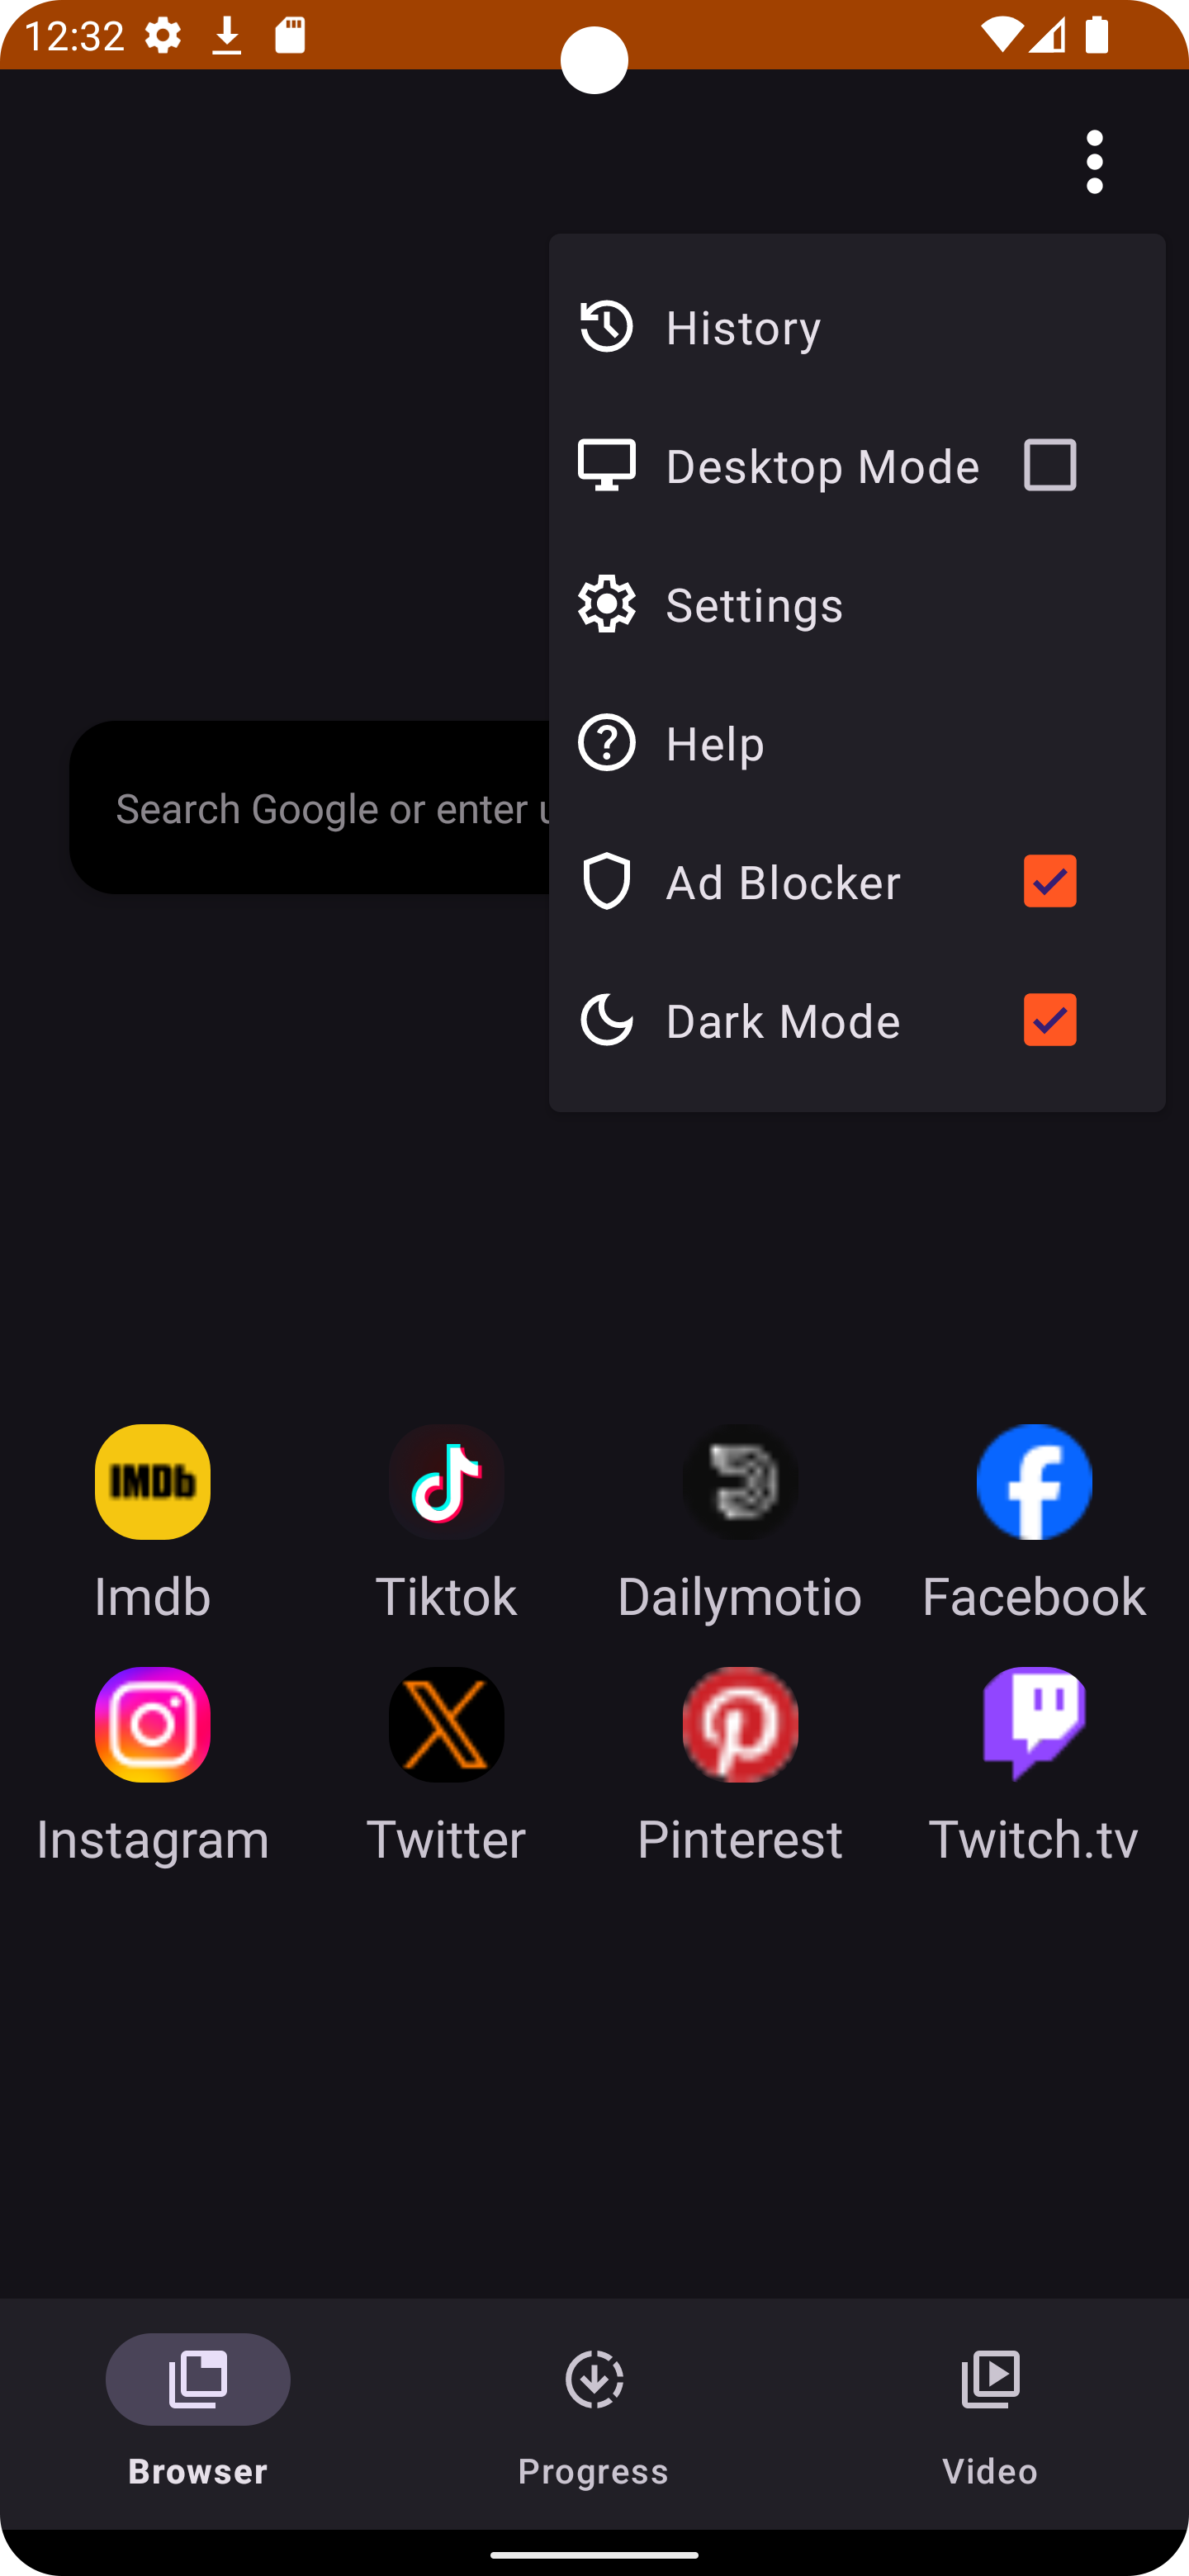 12:32
History
Desktop Mode
Settings
Help
Search Google or enter u
Ad Blocker
Dark Mode
IMDb
Imdb
Tiktok
Dailymotio
Facebook
Instagram
Twitter
Pinterest
Twitch.tv
Browser
Progress
Video